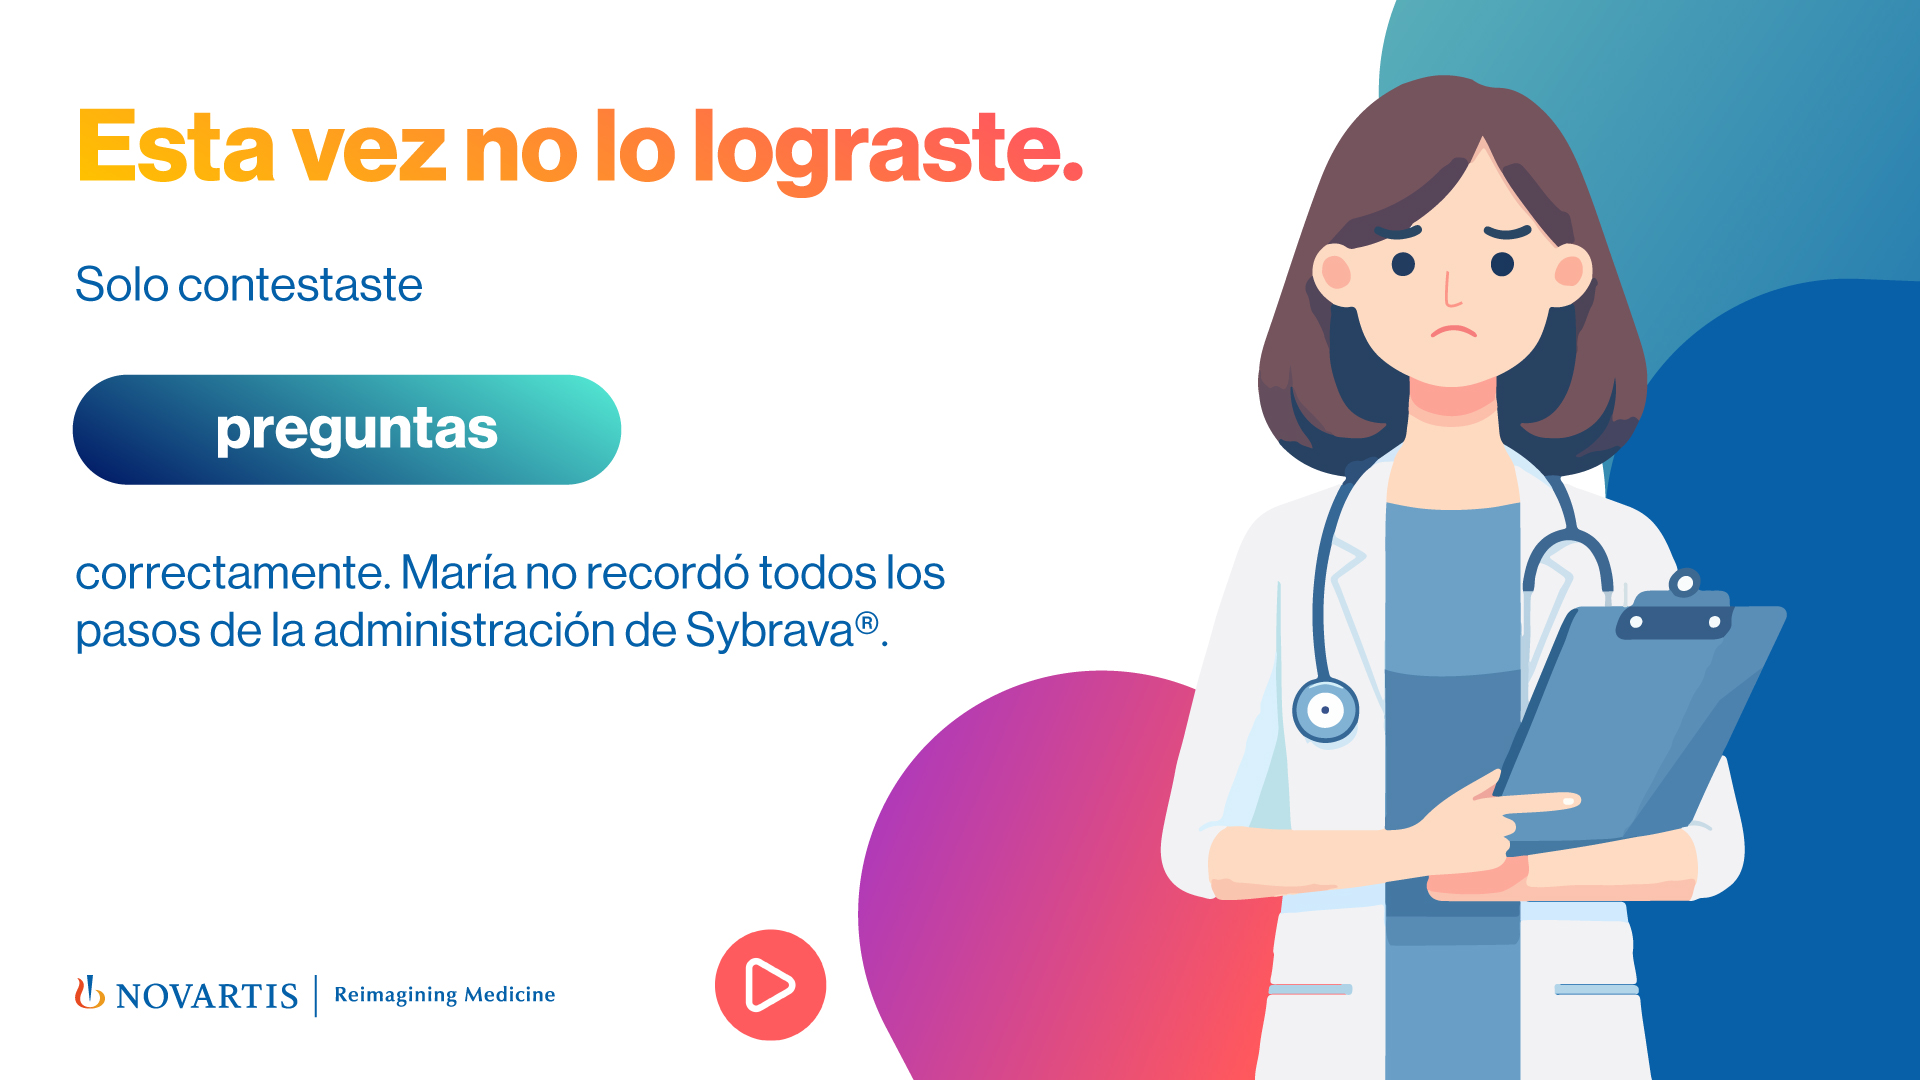 Esta vez no lo lograste.
Solo contestaste
preguntas
correctamente. María no recordó todos los
pasos de la administración de Sybrava®.
NOVARTIS | Reimagining Medicine